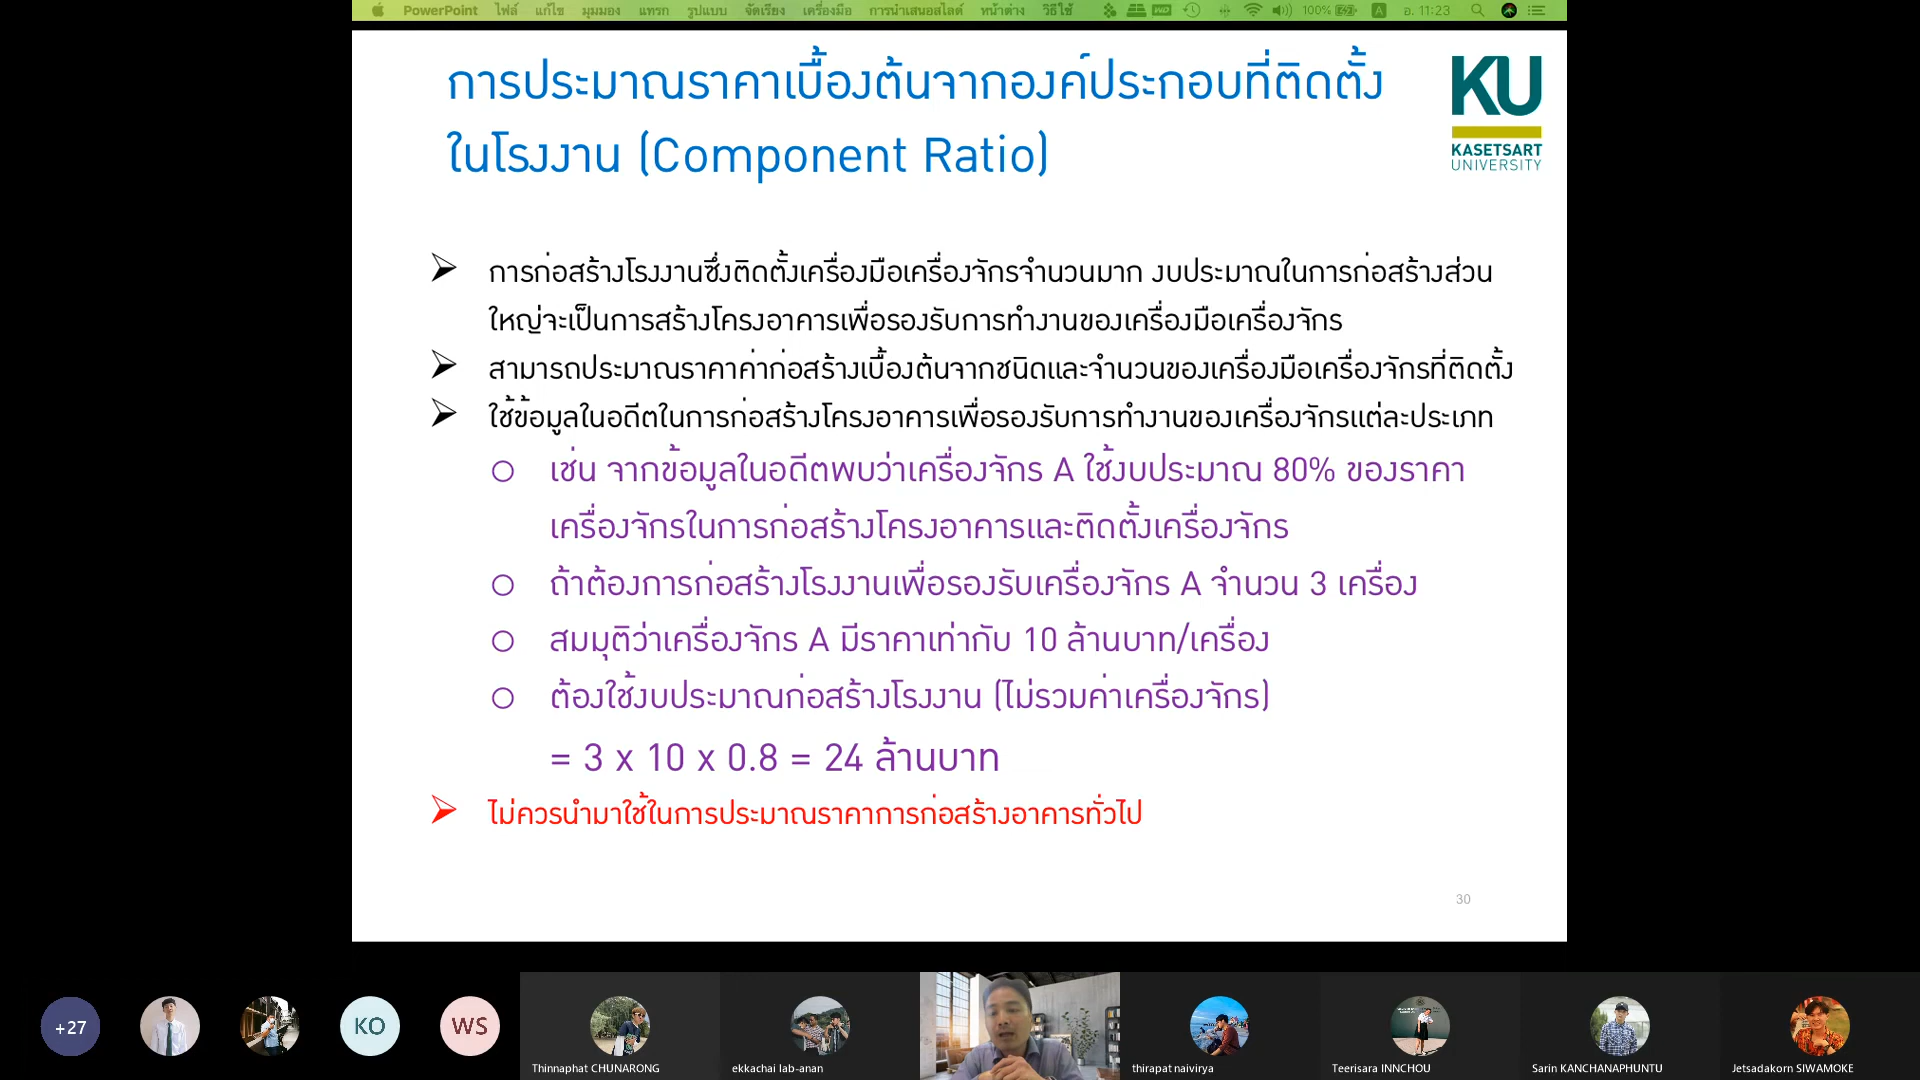 PowerPoint ไฟล์ แก้ไข มุมมอง แทรก รูปแบบ จัดเรียง เครื่องมือ การนำเสนอสไลด์ หน้าต่าง วิธีใช้ 100% A อ. 11:23
การประมาณราคาเบื้องต้นจากองค์ประกอบที่ติดตั้ง
ในโรงงาน (Component Ratio)
KU
KASETSART
UNIVERSITY
การก่อสร้างโรงงานซึ่งติดตั้งเครื่องมือเครื่องจักรจำนวนมาก งบประมาณในการก่อสร้างส่วน
ใหญ่จะเป็นการสร้างโครงอาคารเพื่อรองรับการทำงานของเครื่องมือเครื่องจักร
สามารถประมาณราคาค่าก่อสร้างเบื้องต้นจากชนิดและจำนวนของเครื่องมือเครื่องจักรที่ติดตั้ง
ใช้ข้อมูลในอดีตในการก่อสร้างโครงอาคารเพื่อรองรับการทำงานของเครื่องจักรแต่ละประเภท
เช่น จากข้อมูลในอดีตพบว่าเครื่องจักร A ใช้งบประมาณ 80% ของราคา
เครื่องจักรในการก่อสร้างโครงอาคารและติดตั้งเครื่องจักร
ถ้าต้องการก่อสร้างโรงงานเพื่อรองรับเครื่องจักร A จำนวน 3 เครื่อง
สมมุติว่าเครื่องจักร A มีราคาเท่ากับ 10 ล้านบาท/เครื่อง
ต้องใช้งบประมาณก่อสร้างโรงงาน (ไม่รวมค่าเครื่องจักร)
= 3 x 10 x 0.8 = 24 ล้านบาท
ไม่ควรนำมาใช้ในการประมาณราคาการก่อสร้างอาคารทั่วไป
30
+27
KO
WS
Thinnaphat CHUNARONG
ekkachai lab-anan
thirapat naivirya
Teerisara INNCHOU
Sarin KANCHANAPHUNTU
Jetsadakorn SIWAMOKE